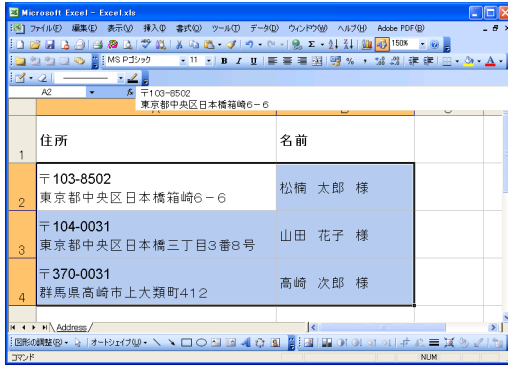 Microsoft Excel - Excel.xls
ファイル(F) 編集(E) 表示(V) 挿入(I) 書式(O) ツール(T) データ(D) ウィンドウ(W) ヘルプ(H) Adobe PDF(B)
150%
MS Pゴシック 11 B I U
A2 fx 〒103-8502
東京都中央区日本橋箱崎6-6
住所 名前
1
〒103-8502
東京都中央区日本橋箱崎6-6 松楠 太郎 様
2
〒104-0031
東京都中央区日本橋三丁目3番8号 山田 花子 様
3
〒370-0031
群馬県高崎市上大類町412 高崎 次郎 様
4
Address
図形の調整(R) オートシェイプ(U)
コマンド NUM